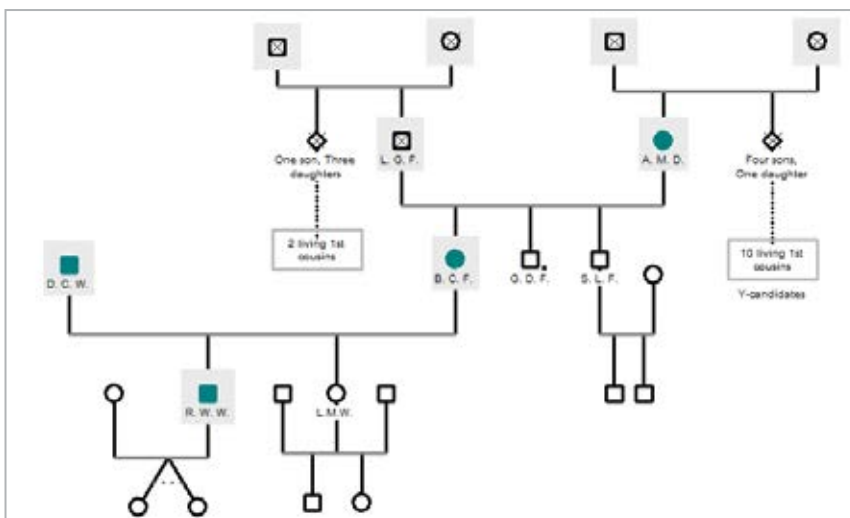 One son, Three
daughters
L. G. F.
A. M. D.
Four sons,
One daughter
2 living 1st
cousins
10 living 1st
cousins
Y-candidates
D. C. W.
B. C. F.
G. D. F.
S. L. F.
R. W. W.
L.M.W.